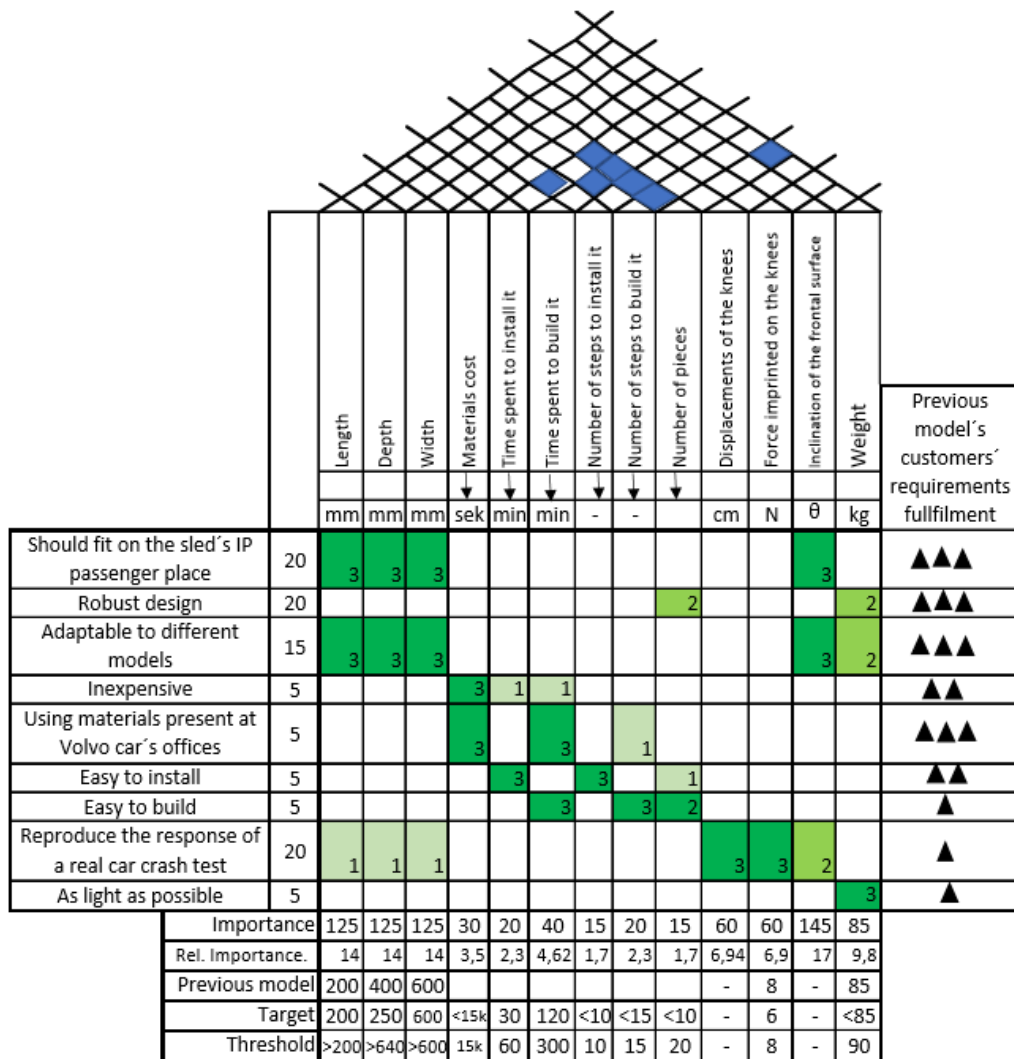 Length
Depth
Width
Materials cost
Time spent to install it
Time spent to build it
Number of steps to install it
Number of steps to build it
Number of pieces
Displacements of the knees
Force imprinted on the knees
Inclination of the frontal surface
Weight
Previous
model´s
customers´
requirements
fullfilment
mm mm mm sek min min - - cm N θ kg
Should fit on the sled´s IP
passenger place
20 3 3 3 3 ▲▲▲
Robust design 20 2 2 ▲▲▲
Adaptable to different
models
15 3 3 3 3 2 ▲▲▲
Inexpensive 5 3 1 1 ▲▲
Using materials present at
Volvo car´s offices
5 3 3 1 ▲▲▲
Easy to install 5 3 3 1 ▲▲
Easy to build 5 3 3 2 ▲
Reproduce the response of
a real car crash test
20 1 1 1 3 3 2 ▲
As light as possible 5 3 ▲
Importance 125 125 125 30 20 40 15 20 15 60 60 145 85
Rel. Importance. 14 14 14 3,5 2,3 4,62 1,7 2,3 1,7 6,94 6,9 17 9,8
Previous model 200 400 600 - 8 - 85
Target 200 250 600 <15k 30 120 <10 <15 <10 - 6 - <85
Threshold >200 >640 >600 15k 60 300 10 15 20 - 8 - 90